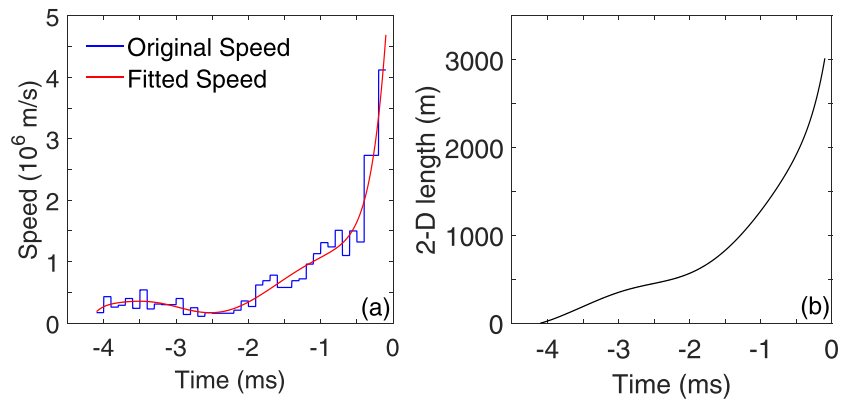 5
4
3
2
1
0
Speed (10⁶ m/s)
Original Speed
Fitted Speed
(a)
-4 -3 -2 -1 0
Time (ms)
3000
2000
1000
0
2-D length (m)
(b)
-4 -3 -2 -1 0
Time (ms)